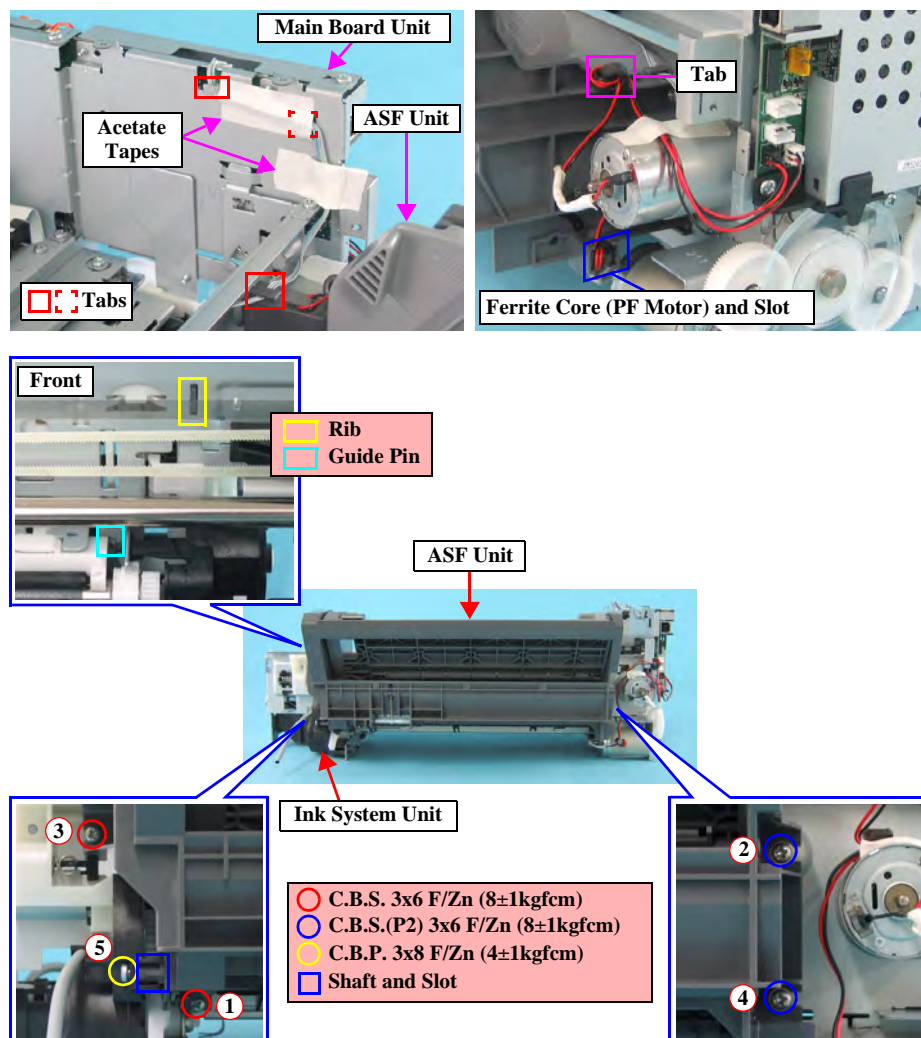 Main Board Unit
ASF Unit
Acetate
Tapes
Tabs
Tab
Ferrite Core (PF Motor) and Slot
Front
Rib
Guide Pin
ASF Unit
Ink System Unit
3
5
1
C.B.S. 3x6 F/Zn (8±1kgfcm)
C.B.S.(P2) 3x6 F/Zn (8±1kgfcm)
C.B.P. 3x8 F/Zn (4±1kgfcm)
Shaft and Slot
2
4